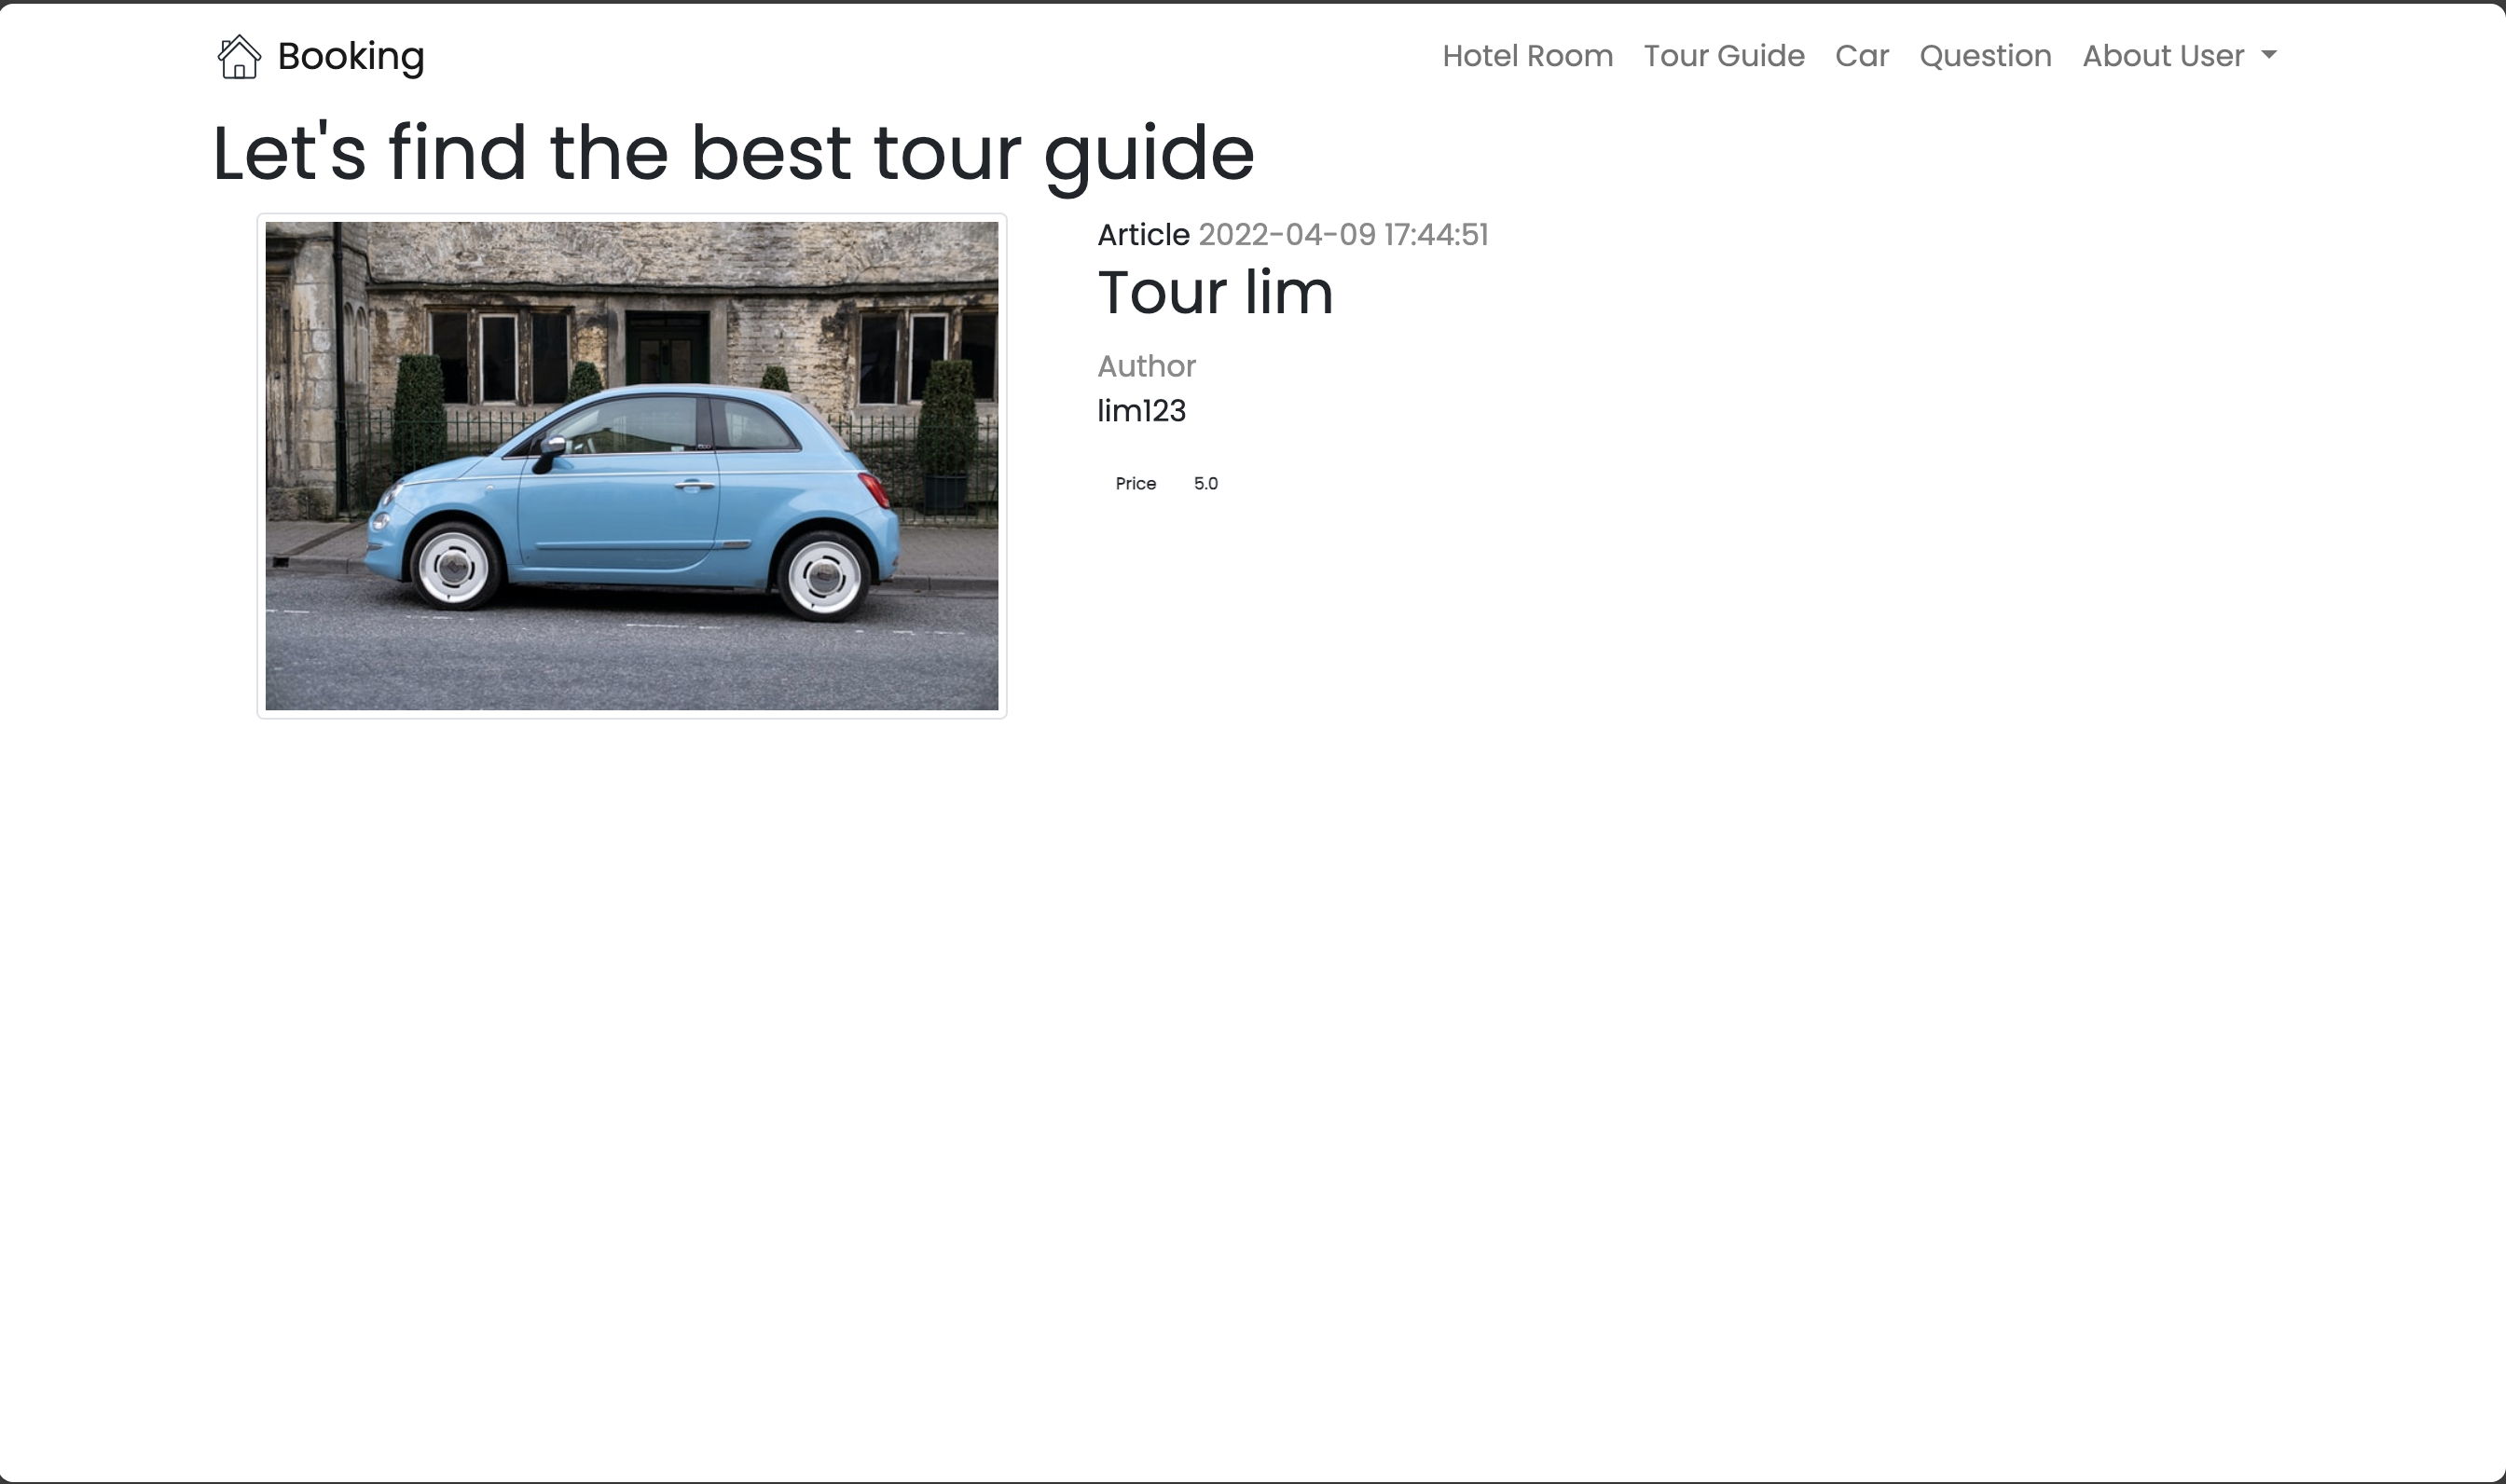 Booking
Hotel Room Tour Guide Car Question About User
Let's find the best tour guide
Article 2022-04-09 17:44:51
Tour lim
Author
lim123
Price 5.0